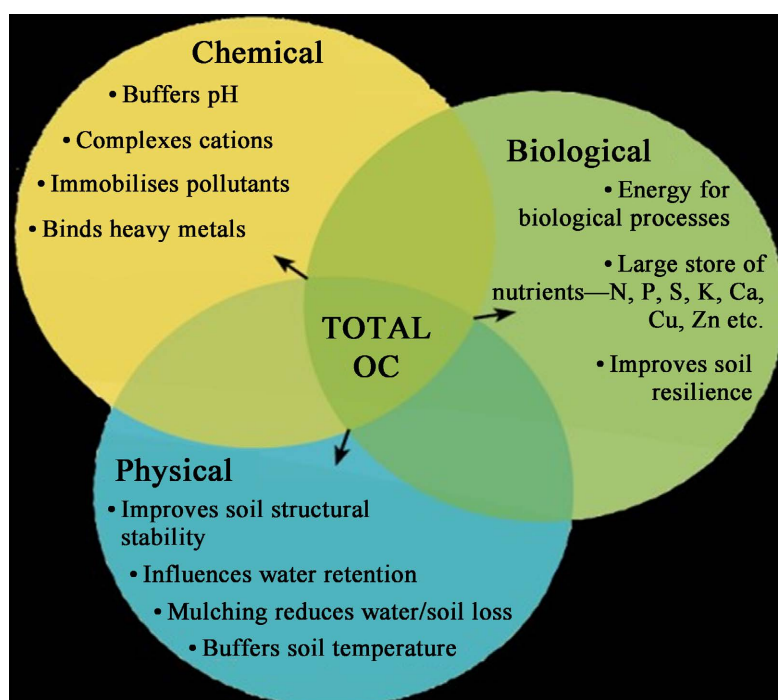 Chemical
• Buffers pH
• Complexes cations
• Immobilises pollutants
• Binds heavy metals
Biological
• Energy for
biological processes
• Large store of
nutrients—N, P, S, K, Ca,
Cu, Zn etc.
• Improves soil
resilience
TOTAL
OC
Physical
• Improves soil structural
stability
• Influences water retention
• Mulching reduces water/soil loss
• Buffers soil temperature